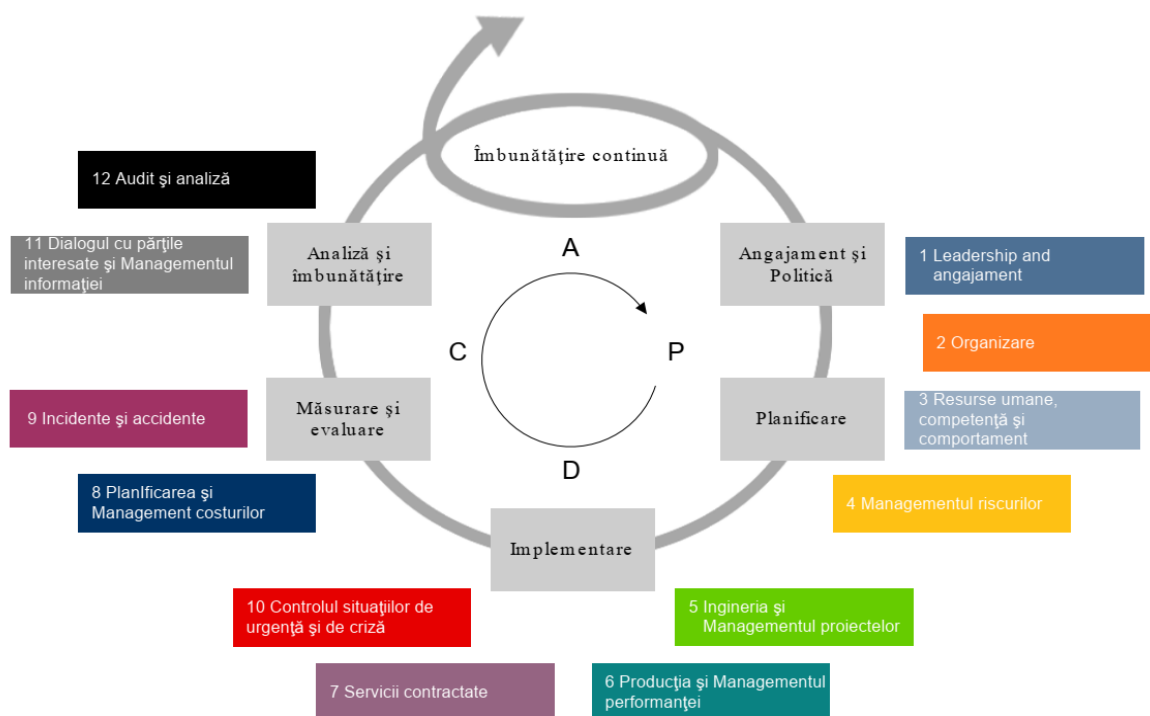 Îmbunătăţire continuă
12 Audit şi analiză
11 Dialogul cu părţile
interesate şi Managementul
informaţiei
Analiză şi
îmbunătăţire
A
Angajament şi
Politică
1 Leadership and
angajament
2 Organizare
C
P
9 Incidente şi accidente
Măsurare şi
evaluare
Planificare
3 Resurse umane,
competenţă şi
comportament
D
8 Planlficarea şi
Management costurilor
4 Managementul riscurilor
Implementare
10 Controlul situaţiilor de
urgenţă şi de criză
5 Ingineria şi
Managementul proiectelor
7 Servicii contractate
6 Producţia şi Managementul
performanţei